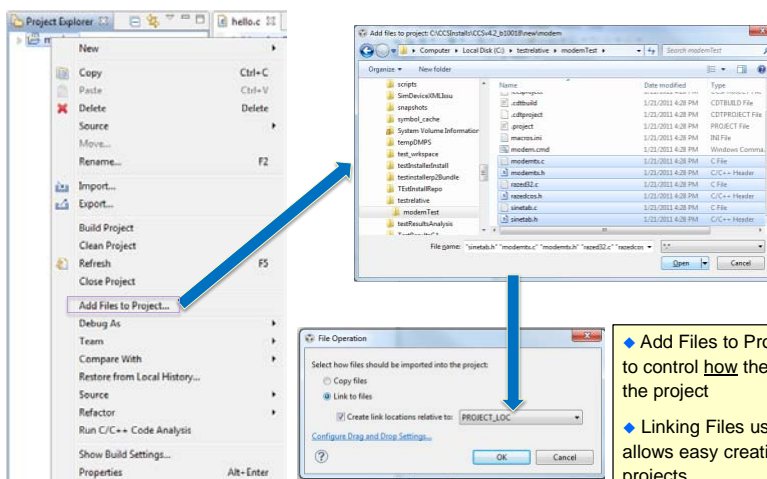 Project Explorer
hello.c
New
Copy Ctrl+C
Paste Ctrl+V
Delete Delete
Source
Move...
Rename... F2
Import...
Export...
Build Project
Clean Project
Refresh F5
Close Project
Add Files to Project...
Debug As
Team
Compare With
Restore from Local History...
Source
Refactor
Run C/C++ Code Analysis
Show Build Settings...
Properties Alt+Enter
Add files to project: C:\CCSInstalls\CCSv4.2_b10018\new\modem
Computer Local Disk (C:) testrelative modemTest
Search modemTest
Organize New folder
scripts
SimDeviceXMLIssu
snapshots
symbol_cache
System Volume Information
tempDMPS
test_wrkspace
testInstallerInstall
testinstallerp2Bundle
TEstInstallRepo
testrelative
modemTest
testResultsAnalysis
Name Date modified Type
.cdtbuild 1/21/2011 4:28 PM CDTBUILD File
.cdtproject 1/21/2011 4:28 PM CDTPROJECT File
.project 1/21/2011 4:28 PM PROJECT File
macros.ini 1/21/2011 4:28 PM INI File
modem.cmd 1/21/2011 4:28 PM Windows Comma
modemtx.c 1/21/2011 4:28 PM C File
modemtx.h 1/21/2011 4:28 PM C/C++ Header
razed32.c 1/21/2011 4:28 PM C File
razedcos.h 1/21/2011 4:28 PM C/C++ Header
sinetab.c 1/21/2011 4:28 PM C File
sinetab.h 1/21/2011 4:28 PM C/C++ Header
File name: "sinetab.h" "modemtx.c" "modemtx.h" "razed32.c" "razedcos *.*
Open Cancel
File Operation
Select how files should be imported into the project:
Copy files
Link to files
Create link locations relative to: PROJECT_LOC
Configure Drag and Drop Settings...
OK Cancel
Add Files to Pro
to control how the
the project
Linking Files us
allows easy creati
projects